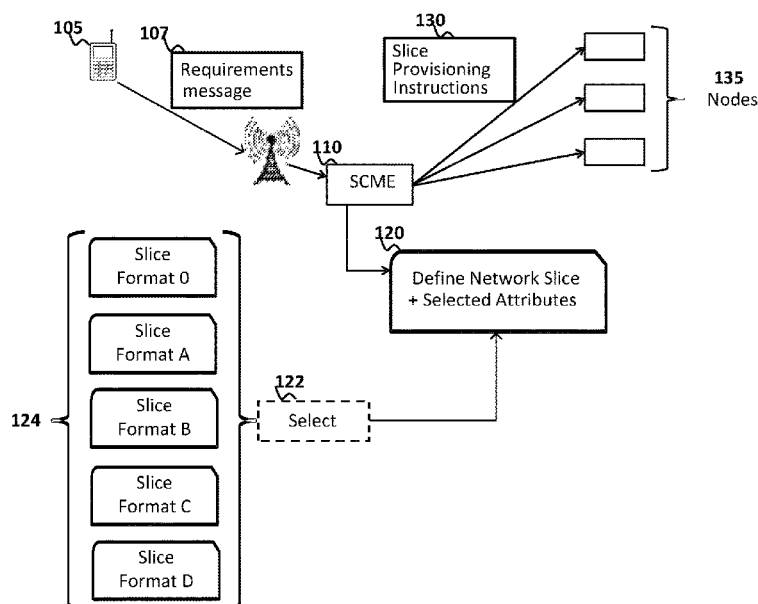 105
107
Requirements
message
130
Slice
Provisioning
Instructions
135
Nodes
110
SCME
120
Define Network Slice
+ Selected Attributes
124
Slice
Format 0
Slice
Format A
Slice
Format B
Slice
Format C
Slice
Format D
122
Select